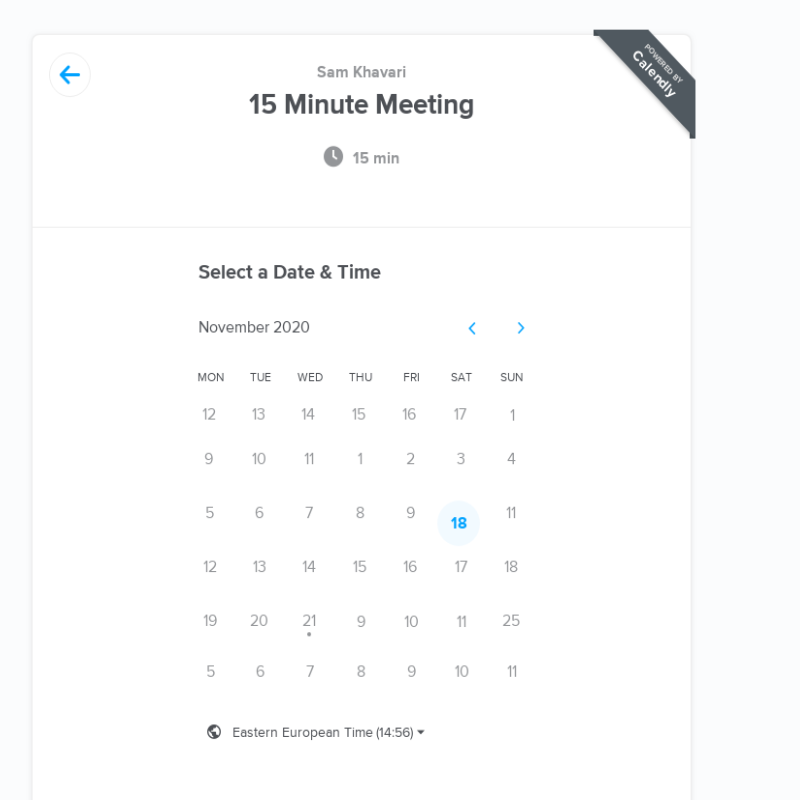 POWERED BY
Calendly
Sam Khavari
15 Minute Meeting
15 min
Select a Date & Time
November 2020
MON TUE WED THU FRI SAT SUN
12 13 14 15 16 17 1
9 10 11 1 2 3 4
5 6 7 8 9 18 11
12 13 14 15 16 17 18
19 20 21 9 10 11 25
5 6 7 8 9 10 11
Eastern European Time (14:56)